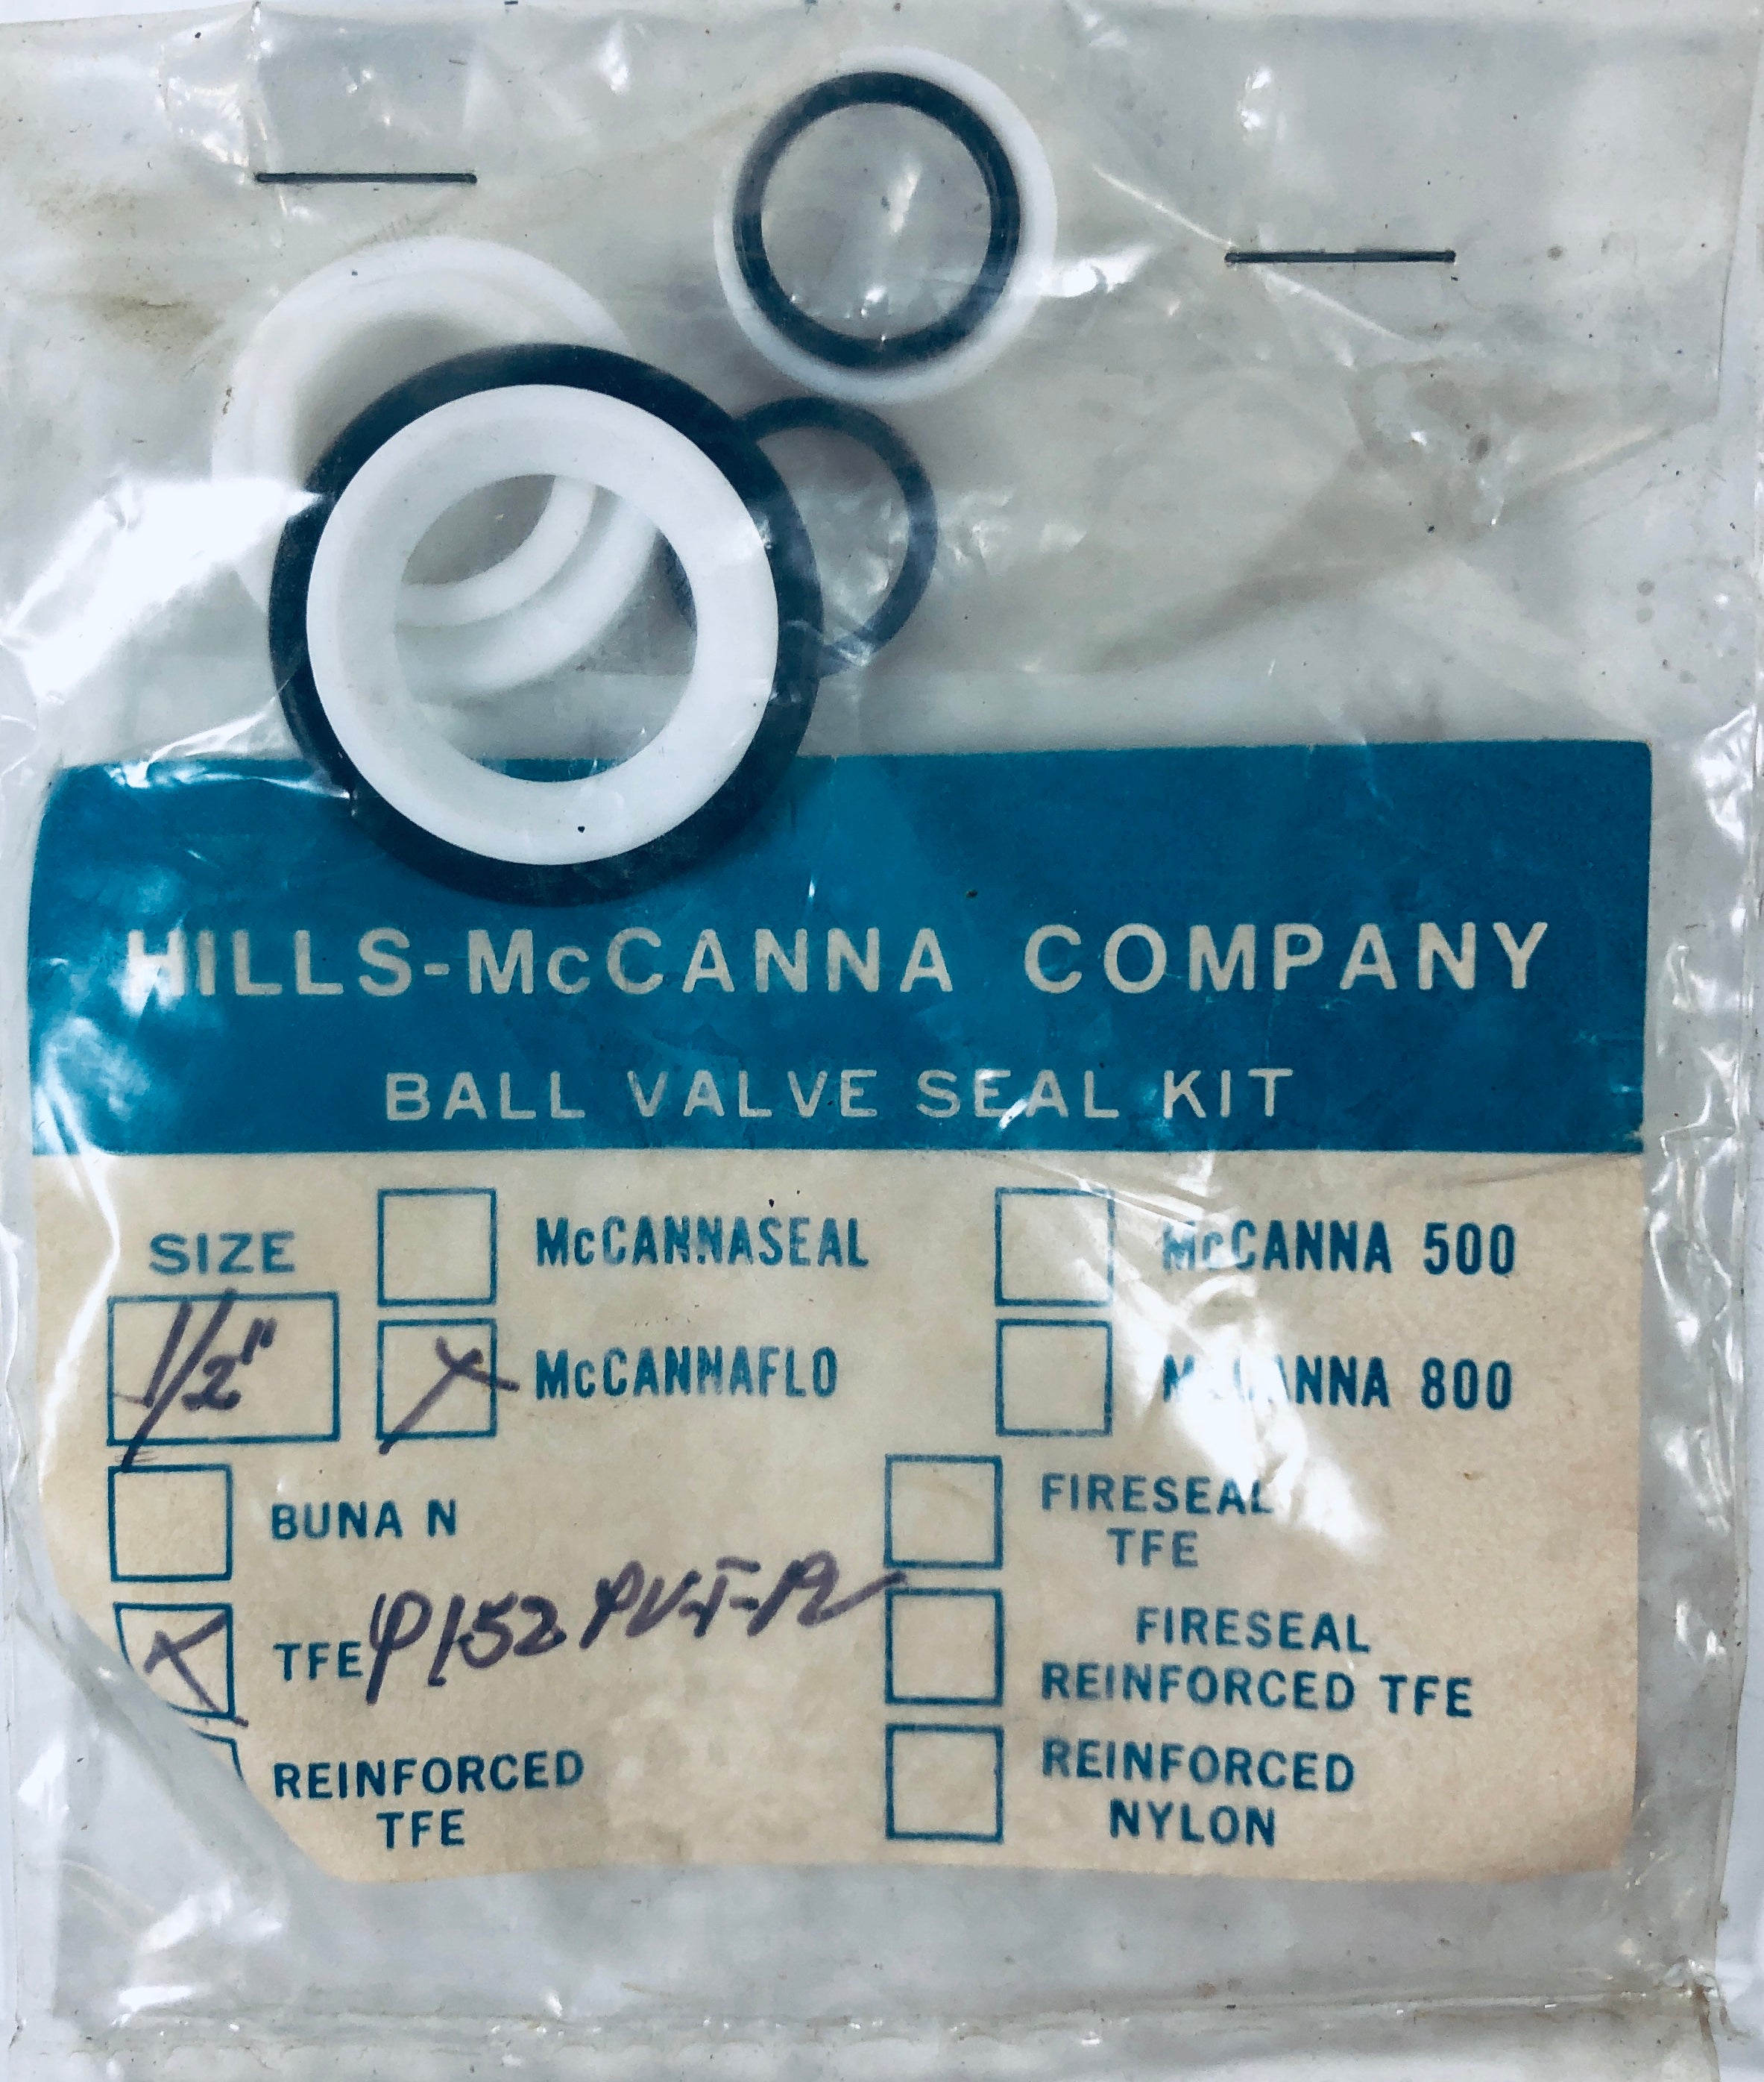 HILLS-McCANNA COMPANY
BALL VALVE SEAL KIT
SIZE
1/2"
McCANNASEAL
McCANNA 500
McCANNAFLO
McCANNA 800
BUNA N
FIRESEAL
TFE
TFE
FIRESEAL
REINFORCED TFE
REINFORCED
TFE
REINFORCED
NYLON